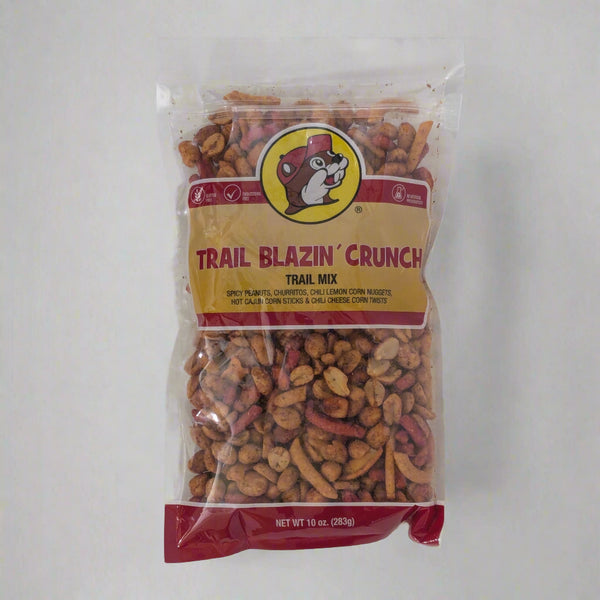 ®
TRAIL BLAZIN´ CRUNCH
TRAIL MIX
SPICY PEANUTS, CHURRITOS, CHILI LEMON CORN NUGGETS,
HOT CAJUN CORN STICKS & CHILI CHEESE CORN TWISTS
NET WT 10 oz. (283g)